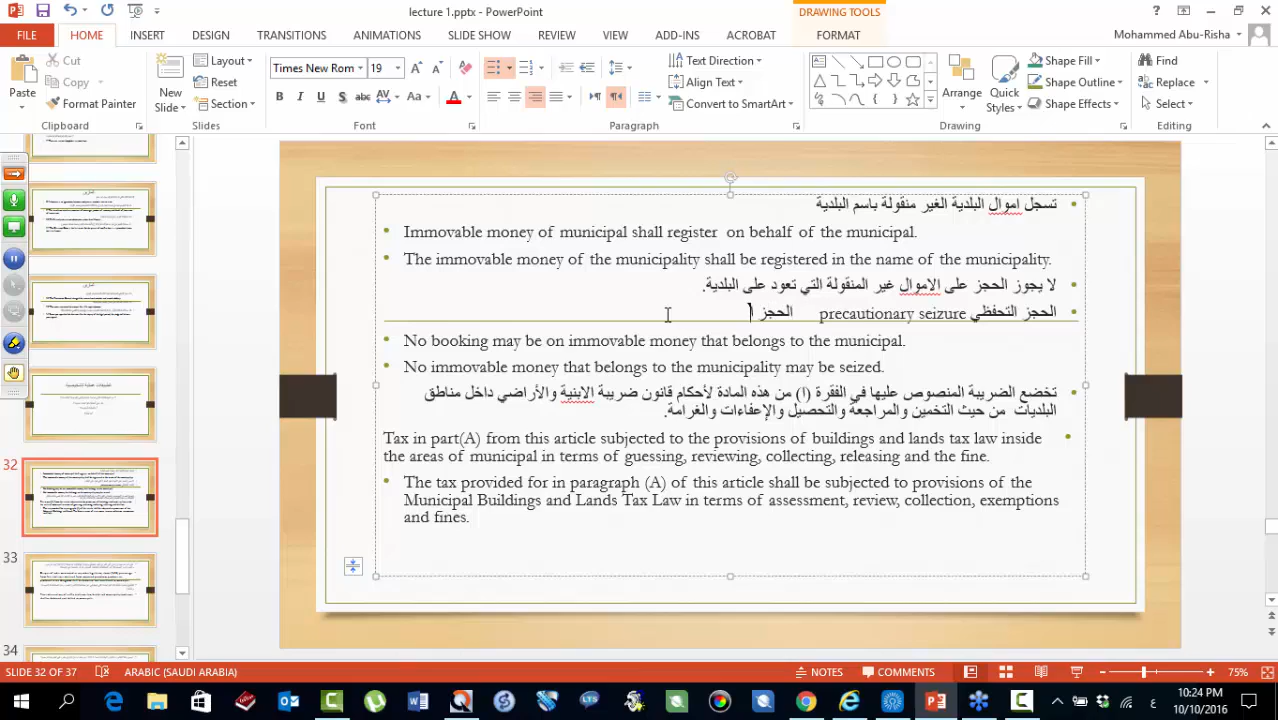 lecture 1.pptx - PowerPoint
DRAWING TOOLS
FILE HOME INSERT DESIGN TRANSITIONS ANIMATIONS SLIDE SHOW REVIEW VIEW ADD-INS ACROBAT FORMAT
Mohammed Abu-Risha
Paste
Cut
Copy
Format Painter
Clipboard
New Slide
Layout
Reset
Section
Slides
Times New Rom 19
Font
Paragraph
Text Direction
Align Text
Convert to SmartArt
Arrange
Quick Styles
Shape Fill
Shape Outline
Shape Effects
Drawing
Find
Replace
Select
Editing
تسجل اموال البلدية الغير منقولة باسم البلدية
Immovable money of municipal shall register on behalf of the municipal.
The immovable money of the municipality shall be registered in the name of the municipality.
لا يجوز الحجز على الاموال غير المنقولة التي تعود على البلدية.
الحجز التحفظي precautionary seizure الحجز ا
No booking may be on immovable money that belongs to the municipal.
No immovable money that belongs to the municipality may be seized.
تخضع الضريبة المنصوص عليها في الفقرة (ا) من هذه المادة لأحكام قانون ضريبة الابنية والأراضي داخل مناطق
البلديات من حيث التخمين والمراجعة والتحصيل والإعفاءات والغرامة.
Tax in part(A) from this article subjected to the provisions of buildings and lands tax law inside
the areas of municipal in terms of guessing, reviewing, collecting, releasing and the fine.
The tax provided for in paragraph (A) of this article shall be subjected to provisions of the
Municipal Buildings and Lands Tax Law in terms of assessment, review, collection, exemptions
and fines.
32
33
34
SLIDE 32 OF 37 ARABIC (SAUDI ARABIA) NOTES COMMENTS 75%
LTS
ع
10:24 PM
10/10/2016